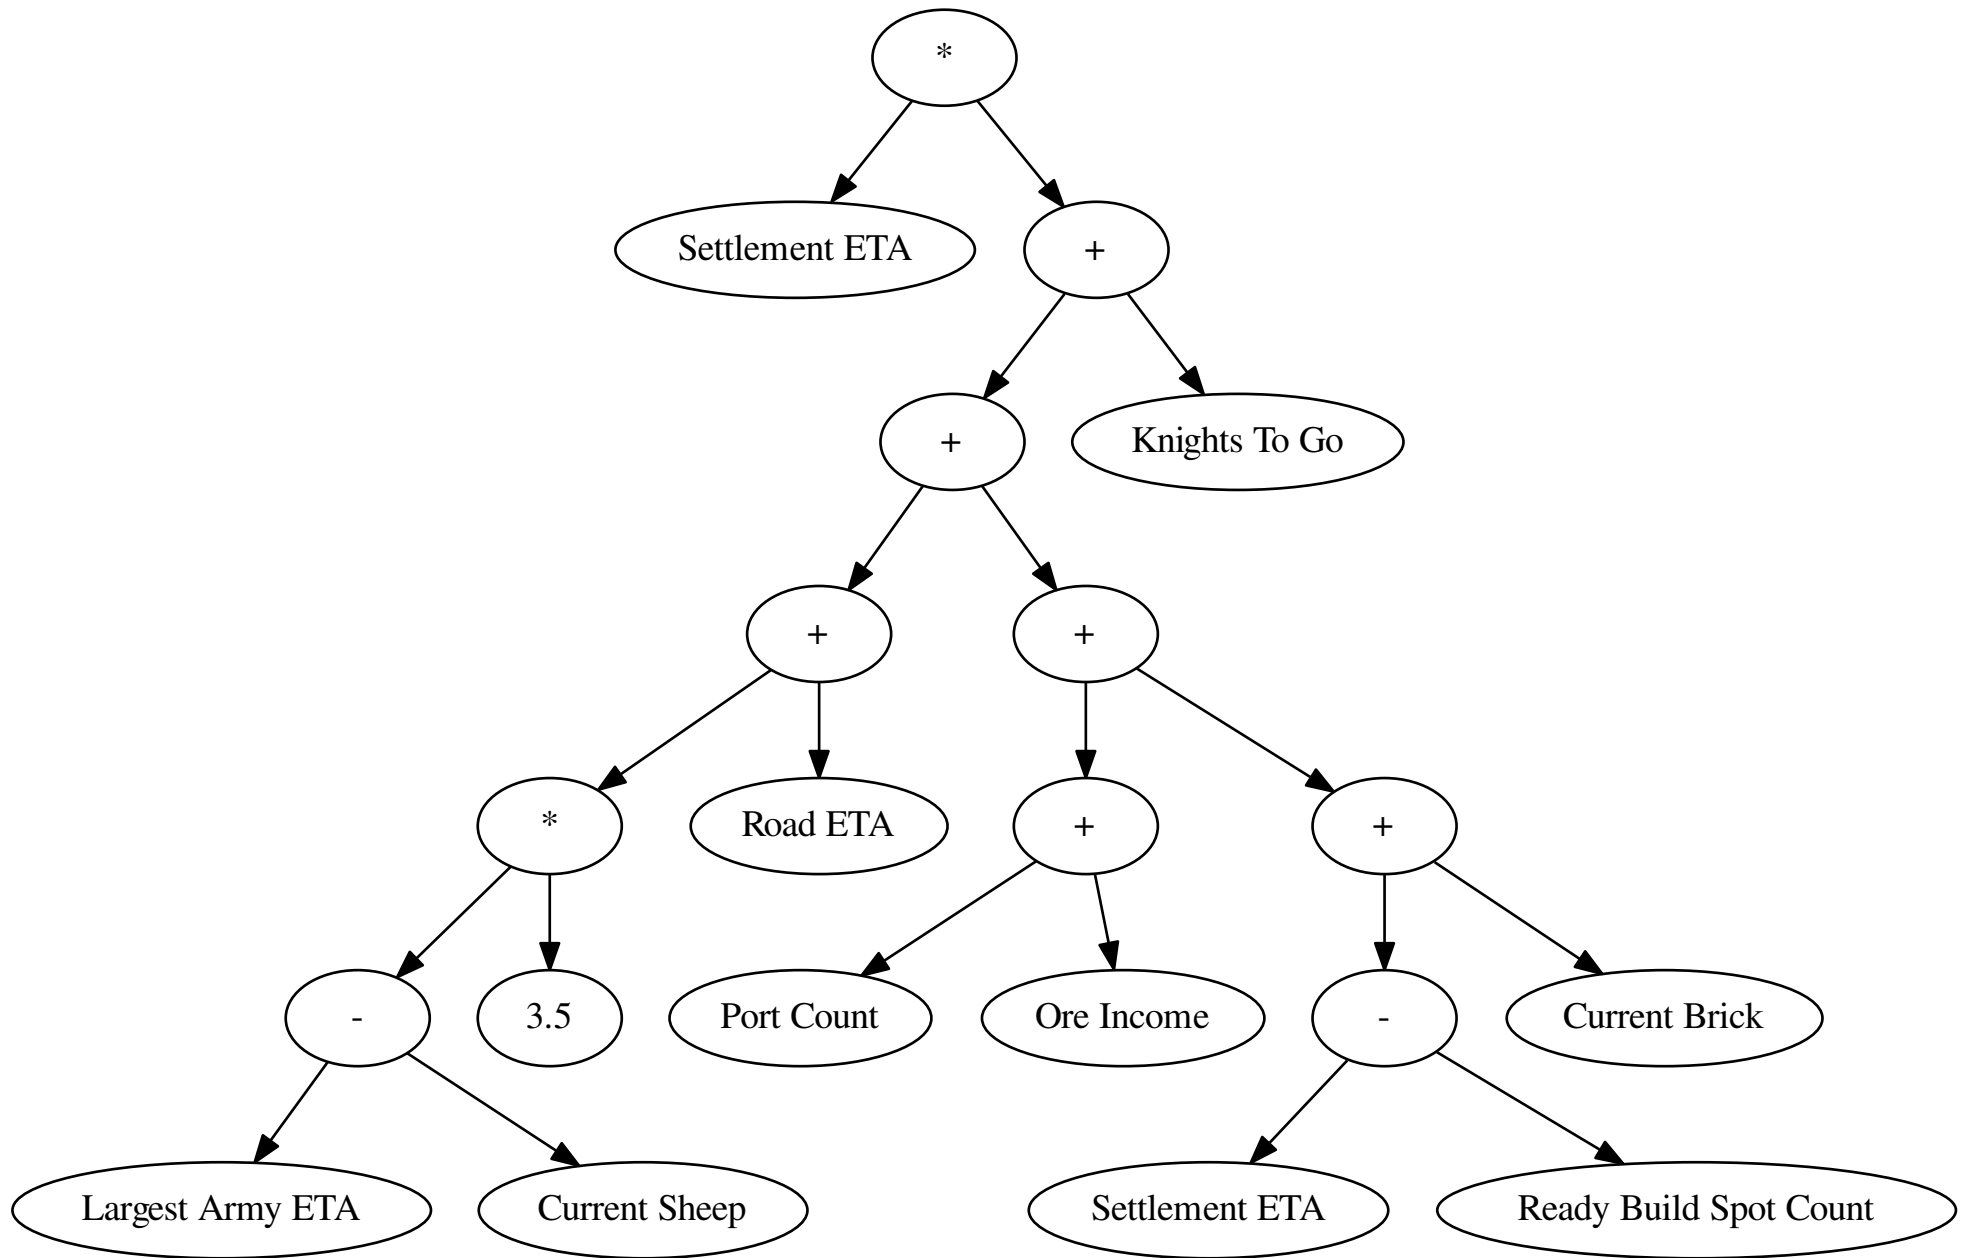 *
Settlement ETA
+
+
Knights To Go
+
+
*
Road ETA
+
+
-
3.5
Port Count
Ore Income
-
Current Brick
Largest Army ETA
Current Sheep
Settlement ETA
Ready Build Spot Count